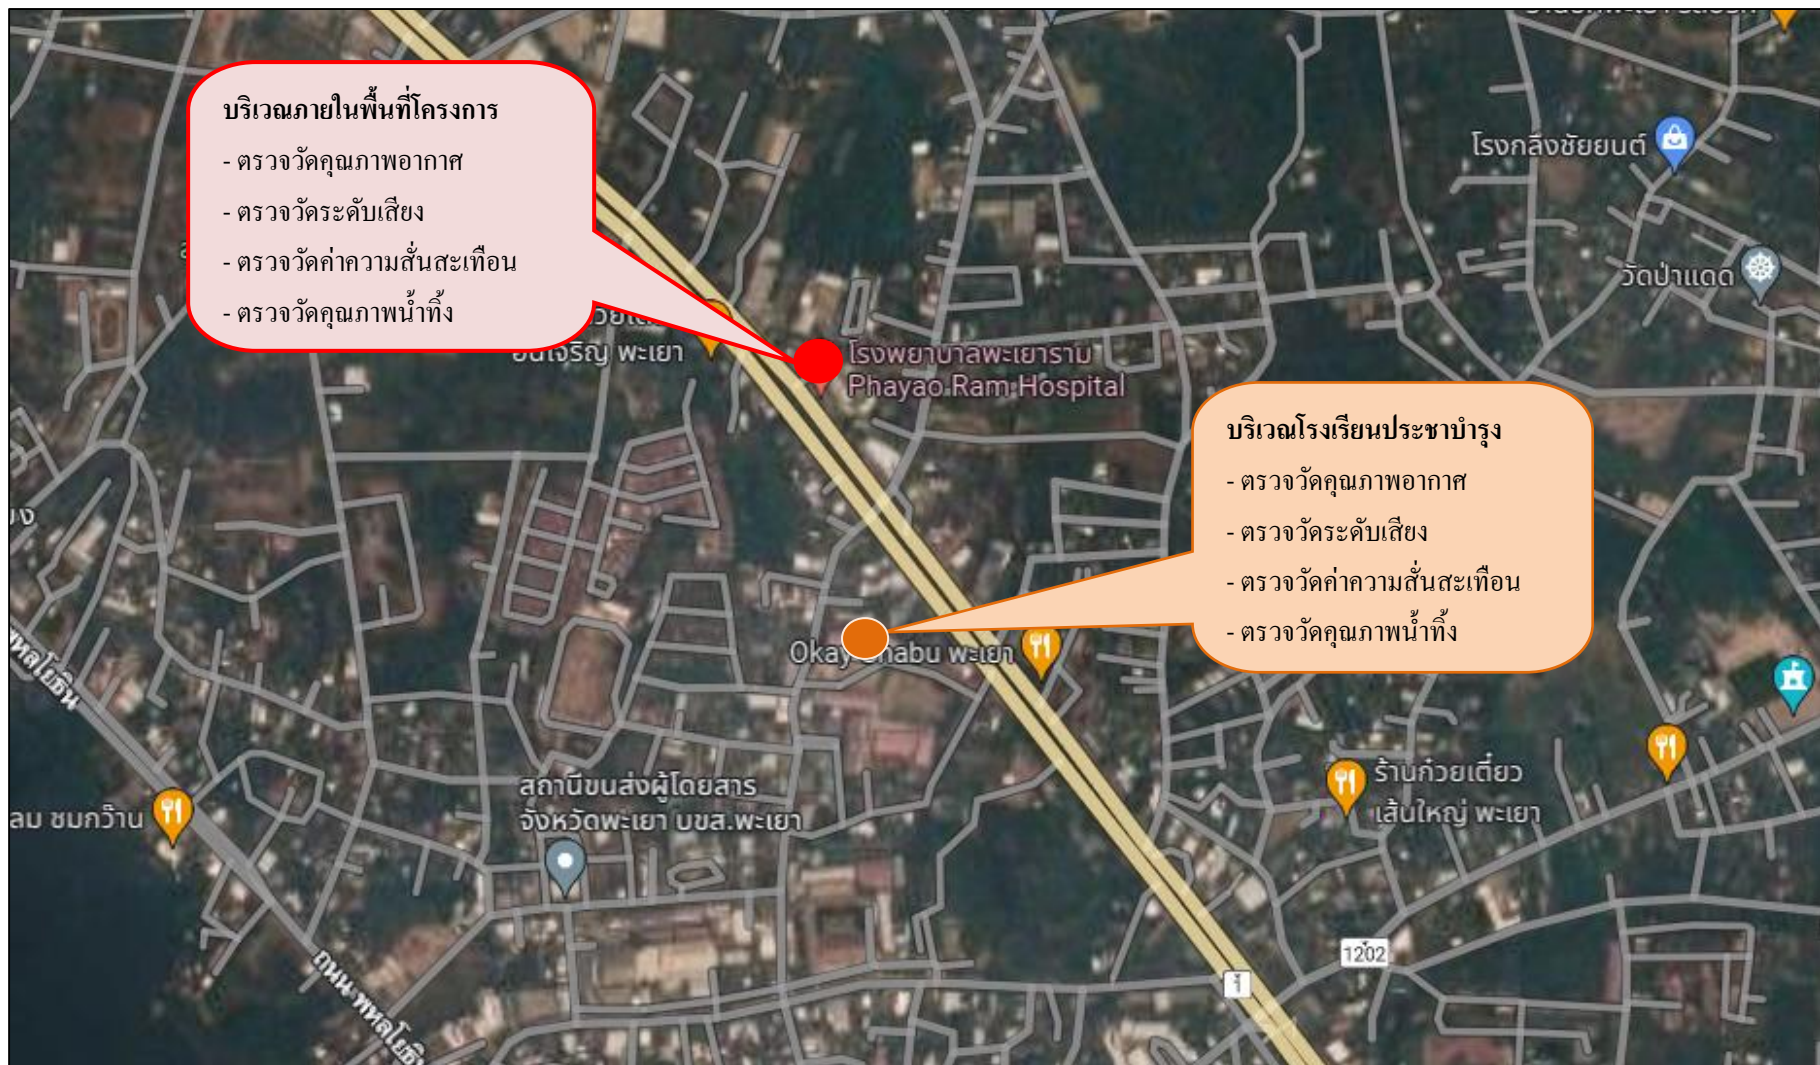 บริเวณภายในพื้นที่โครงการ
- ตรวจวัดคุณภาพอากาศ
- ตรวจวัดระดับเสียง
- ตรวจวัดค่าความสั่นสะเทือน
- ตรวจวัดคุณภาพน้ำทิ้ง
โรงกลึงชัยยนต์
วัดป่าแดด
พะเยา
โรงพยาบาลพะเยาราม
Phayao Ram Hospital
บริเวณโรงเรียนประชาบำรุง
- ตรวจวัดคุณภาพอากาศ
- ตรวจวัดระดับเสียง
- ตรวจวัดค่าความสั่นสะเทือน
- ตรวจวัดคุณภาพน้ำทิ้ง
Okay Shabu พะเยา
พหลโยธิน
สถานีขนส่งผู้โดยสาร
จังหวัดพะเยา บขส.พะเยา
ลม ชมกว๊าน
ร้านก๋วยเตี๋ยว
เส้นใหญ่ พะเยา
1202
1
ถนน พหลโยธิ